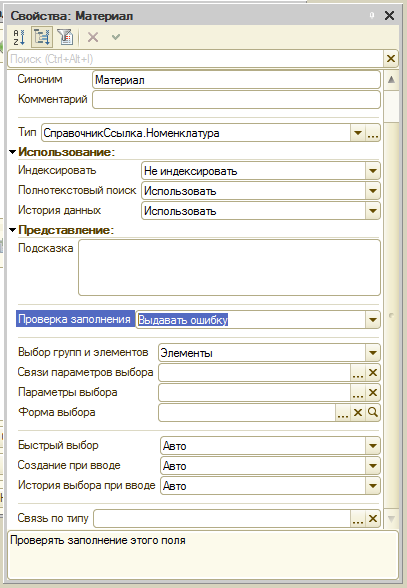 Свойства: Материал
Поиск (Ctrl+Alt+I)
Синоним Материал
Комментарий
Тип СправочникСсылка.Номенклатура
Использование:
Индексировать Не индексировать
Полнотекстовый поиск Использовать
История данных Использовать
Представление:
Подсказка
Проверка заполнения Выдавать ошибку
Выбор групп и элементов Элементы
Связи параметров выбора
Параметры выбора
Форма выбора
Быстрый выбор Авто
Создание при вводе Авто
История выбора при вводе Авто
Связь по типу
Проверять заполнение этого поля